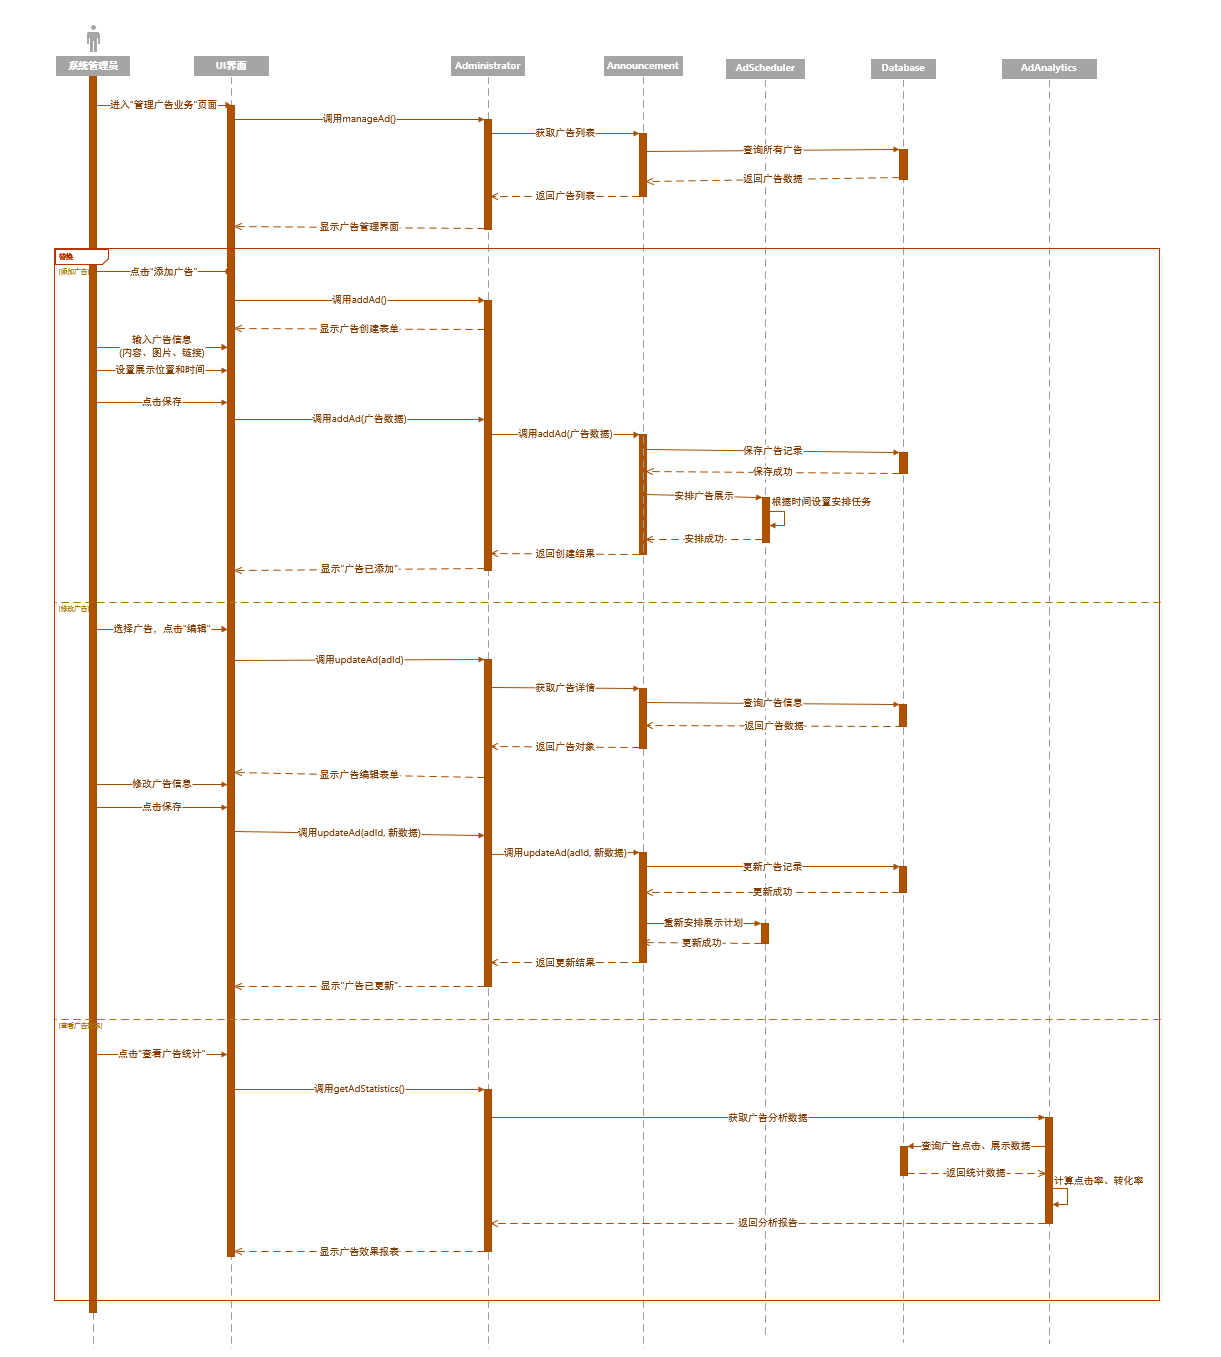 系统管理员
UI界面
Administrator
Announcement
AdScheduler
Database
AdAnalytics
进入"管理广告业务"页面
调用manageAd()
获取广告列表
查询所有广告
返回广告数据
返回广告列表
显示广告管理界面
替换
[添加广告]
点击"添加广告"
调用addAd()
显示广告创建表单
输入广告信息
(内容、图片、链接)
设置展示位置和时间
点击保存
调用addAd(广告数据)
调用addAd(广告数据)
保存广告记录
保存成功
安排广告展示
根据时间设置安排任务
安排成功
返回创建结果
显示"广告已添加"
[修改广告]
选择广告，点击"编辑"
调用updateAd(adId)
获取广告详情
查询广告信息
返回广告数据
返回广告对象
显示广告编辑表单
修改广告信息
点击保存
调用updateAd(adId, 新数据)
调用updateAd(adId, 新数据)
更新广告记录
更新成功
重新安排展示计划
更新成功
返回更新结果
显示"广告已更新"
[查看广告
点击"查看广告统计"
调用getAdStatistics()
获取广告分析数据
查询广告点击、展示数据
返回统计数据
计算点击率、转化率
返回分析报告
显示广告效果报表